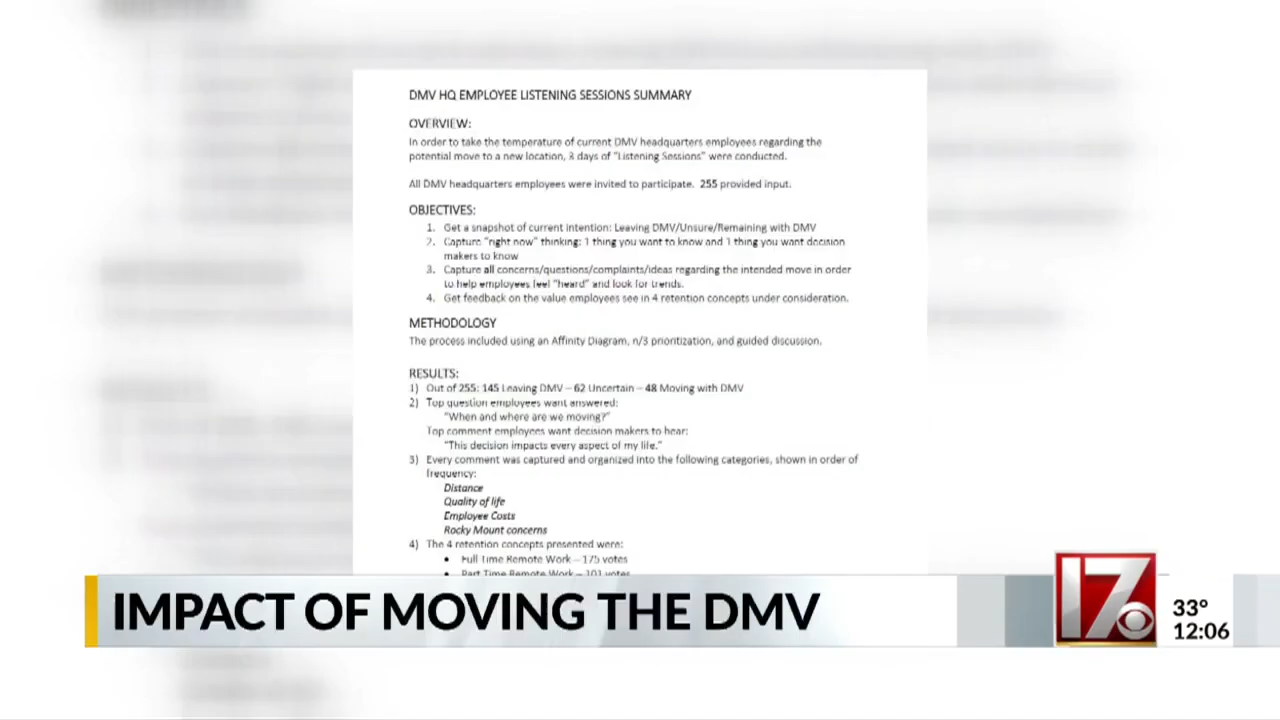 DMV HQ EMPLOYEE LISTENING SESSIONS SUMMARY
OVERVIEW:
In order to take the temperature of current DMV headquarters employees regarding the
potential move to a new location, 3 days of "Listening Sessions" were conducted.
All DMV headquarters employees were invited to participate. 255 provided input.
OBJECTIVES:
1. Get a snapshot of current intention: Leaving DMV/Unsure/Remaining with DMV
2. Capture "right now" thinking: 1 thing you want to know and 1 thing you want decision
makers to know
3. Capture all concerns/questions/complaints/ideas regarding the intended move in order
to help employees feel "heard" and look for trends.
4. Get feedback on the value employees see in 4 retention concepts under consideration.
METHODOLOGY
The process included using an Affinity Diagram, n/3 prioritization, and guided discussion.
RESULTS:
1) Out of 255: 145 Leaving DMV – 62 Uncertain – 48 Moving with DMV
2) Top question employees want answered:
"When and where are we moving?"
Top comment employees want decision makers to hear:
"This decision impacts every aspect of my life."
3) Every comment was captured and organized into the following categories, shown in order of
frequency:
Distance
Quality of life
Employee Costs
Rocky Mount concerns
4) The 4 retention concepts presented were:
• Full Time Remote Work – 175 votes
• Part Time Remote Work – 101 votes
IMPACT OF MOVING THE DMV
17
33°
12:06